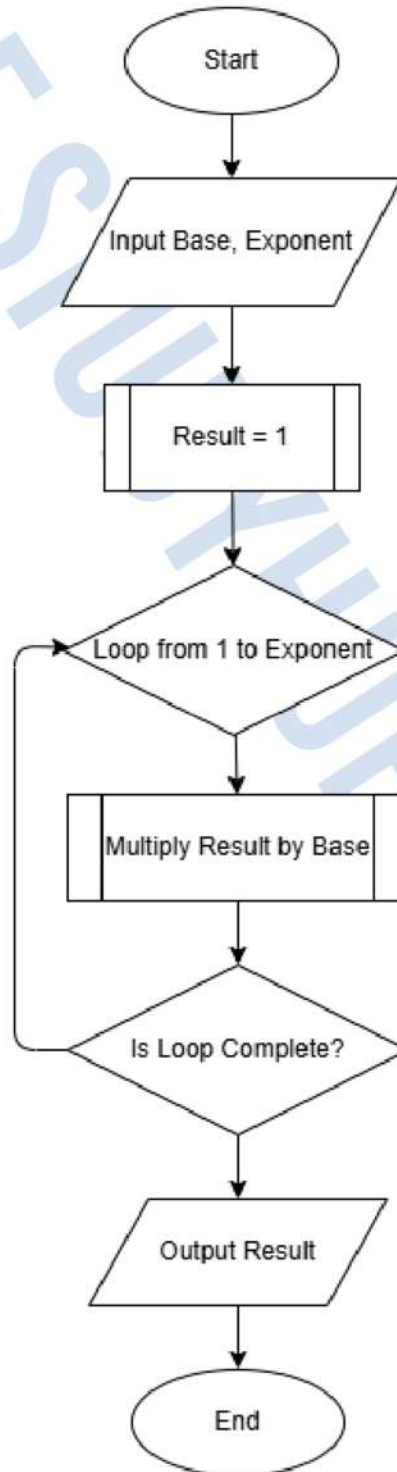 Start
Input Base, Exponent
Result = 1
Loop from 1 to Exponent
Multiply Result by Base
Is Loop Complete?
Output Result
End